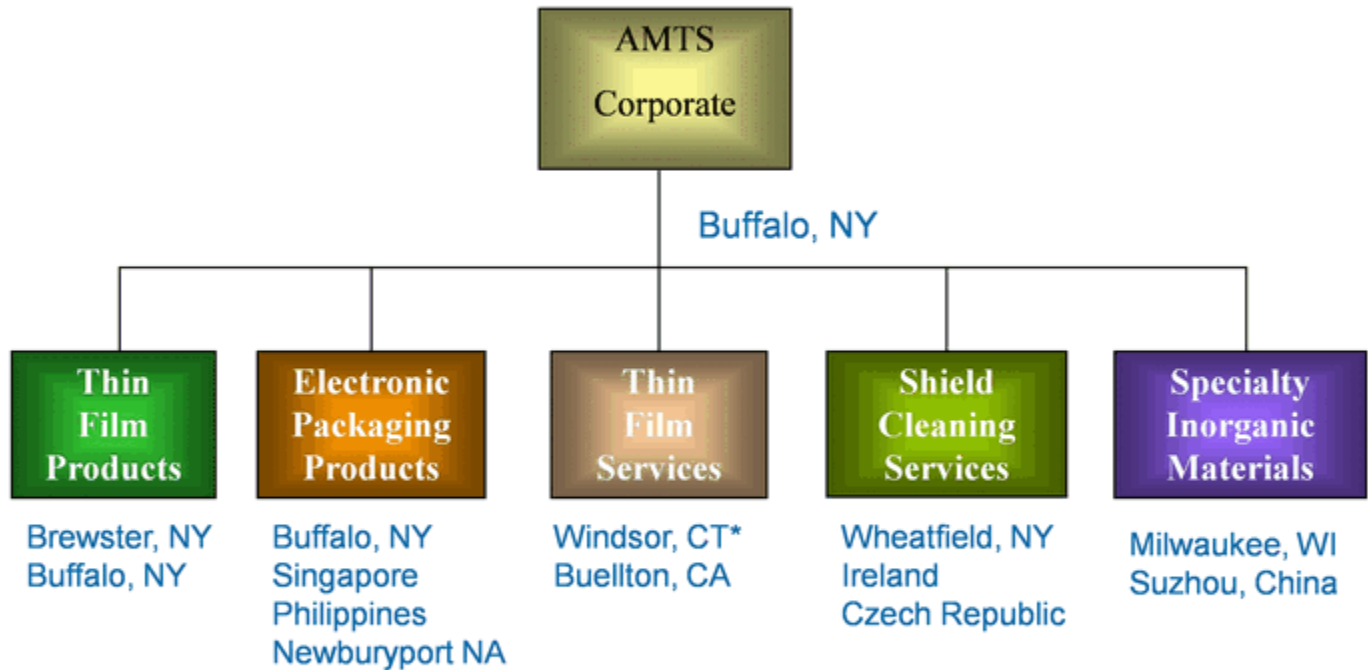 AMTS
Corporate
Buffalo, NY
Thin
Film
Products
Brewster, NY
Buffalo, NY
Electronic
Packaging
Products
Buffalo, NY
Singapore
Philippines
Newburyport NA
Thin
Film
Services
Windsor, CT*
Buellton, CA
Shield
Cleaning
Services
Wheatfield, NY
Ireland
Czech Republic
Specialty
Inorganic
Materials
Milwaukee, WI
Suzhou, China